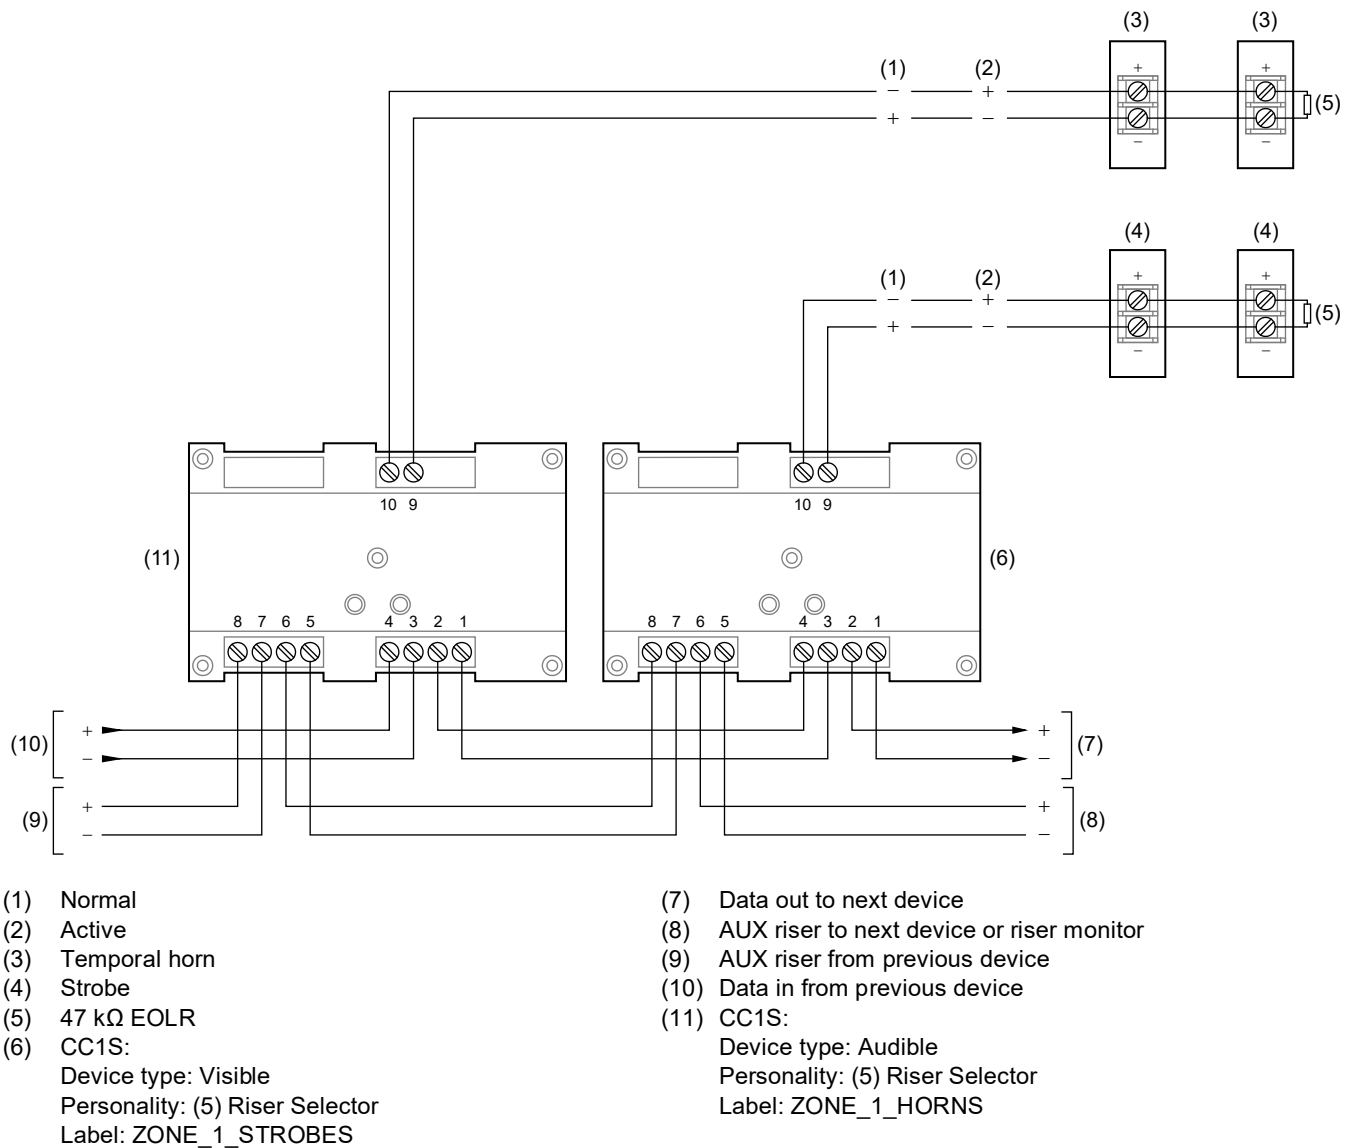 (3) (3)
(1) (2)
+ +
− +
(5)
+ −
− −
(4) (4)
(1) (2)
+ +
− +
(5)
+ −
− −
10 9 10 9
(11) (6)
8 7 6 5 4 3 2 1 8 7 6 5 4 3 2 1
+ +
(10) (7)
− −
+ +
(9) (8)
− −
(1) Normal
(2) Active
(3) Temporal horn
(4) Strobe
(5) 47 kΩ EOLR
(6) CC1S:
Device type: Visible
Personality: (5) Riser Selector
Label: ZONE_1_STROBES
(7) Data out to next device
(8) AUX riser to next device or riser monitor
(9) AUX riser from previous device
(10) Data in from previous device
(11) CC1S:
Device type: Audible
Personality: (5) Riser Selector
Label: ZONE_1_HORNS